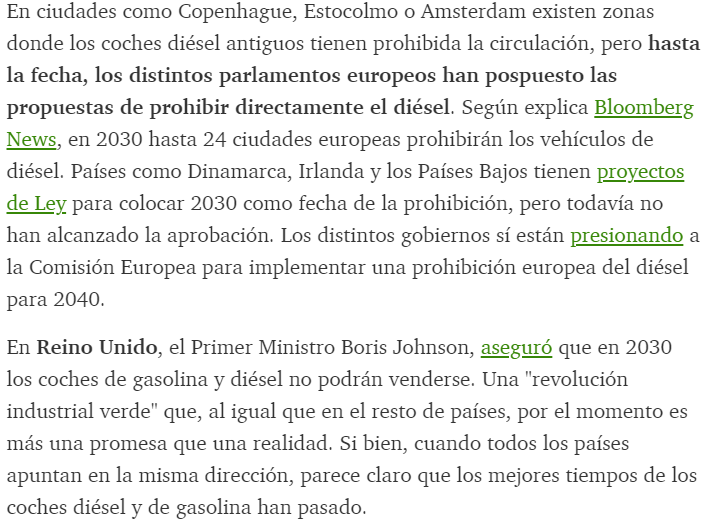 En ciudades como Copenhague, Estocolmo o Amsterdam existen zonas
donde los coches diésel antiguos tienen prohibida la circulación, pero hasta
la fecha, los distintos parlamentos europeos han pospuesto las
propuestas de prohibir directamente el diésel. Según explica Bloomberg
News, en 2030 hasta 24 ciudades europeas prohibirán los vehículos de
diésel. Países como Dinamarca, Irlanda y los Países Bajos tienen proyectos
de Ley para colocar 2030 como fecha de la prohibición, pero todavía no
han alcanzado la aprobación. Los distintos gobiernos sí están presionando a
la Comisión Europea para implementar una prohibición europea del diésel
para 2040.
En Reino Unido, el Primer Ministro Boris Johnson, aseguró que en 2030
los coches de gasolina y diésel no podrán venderse. Una "revolución
industrial verde" que, al igual que en el resto de países, por el momento es
más una promesa que una realidad. Si bien, cuando todos los países
apuntan en la misma dirección, parece claro que los mejores tiempos de los
coches diésel y de gasolina han pasado.